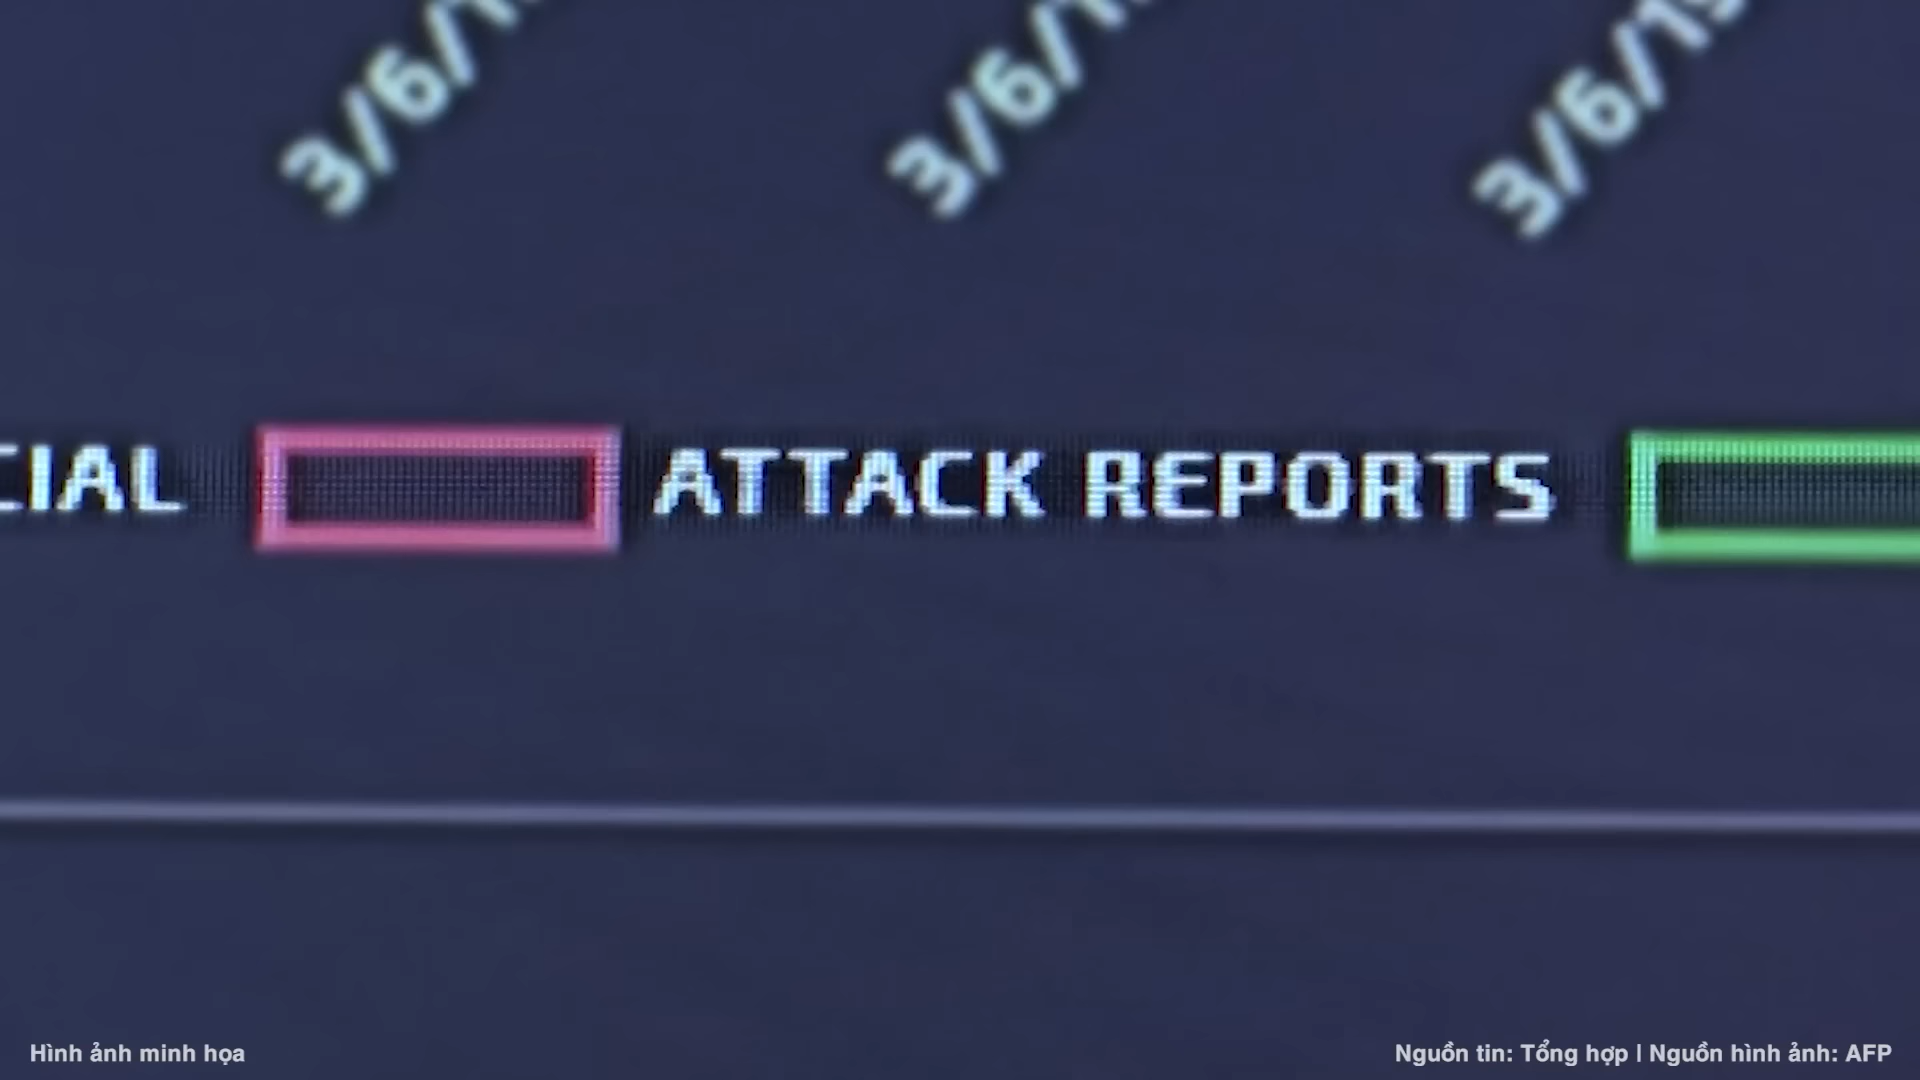 3/6/
3/6/
3/6/19
CIAL
ATTACK REPORTS
Hình ảnh minh họa
Nguồn tin: Tổng hợp | Nguồn hình ảnh: AFP